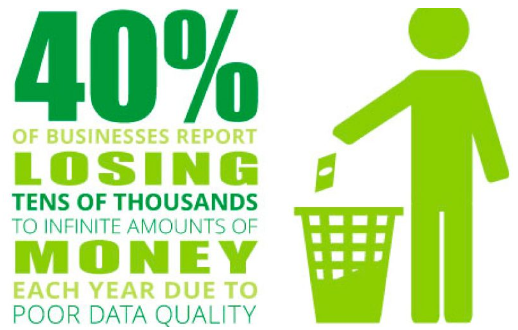 40%
OF BUSINESSES REPORT
LOSING
TENS OF THOUSANDS
TO INFINITE AMOUNTS OF
MONEY
EACH YEAR DUE TO
POOR DATA QUALITY